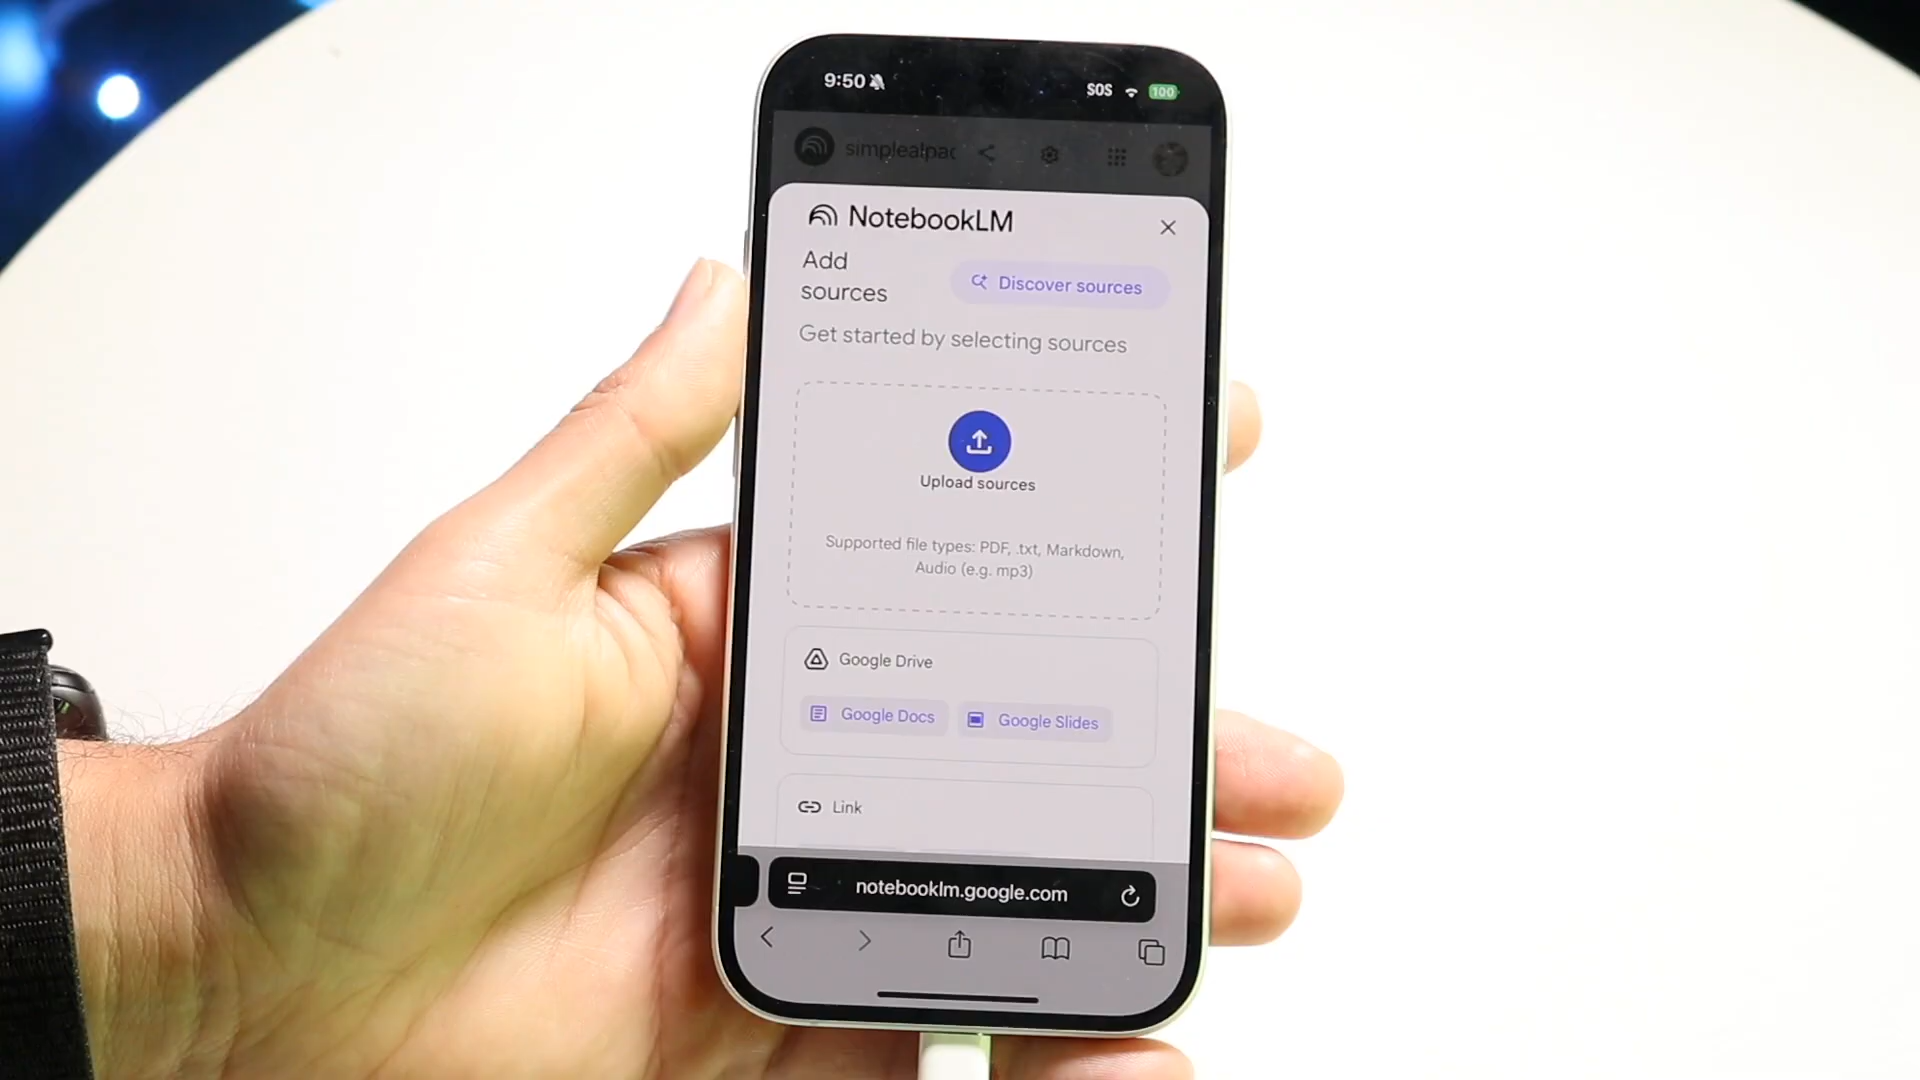 9:50
SOS
100
simplealpac
NotebookLM
Add
sources
Discover sources
Get started by selecting sources
Upload sources
Supported file types: PDF, .txt, Markdown,
Audio (e.g. mp3)
Google Drive
Google Docs
Google Slides
Link
notebooklm.google.com